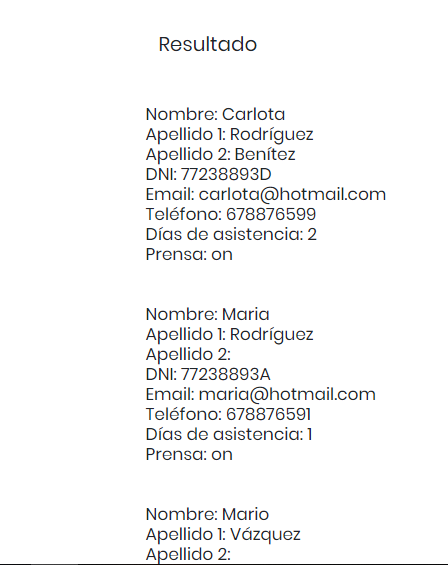 Resultado
Nombre: Carlota
Apellido 1: Rodríguez
Apellido 2: Benítez
DNI: 77238893D
Email: carlota@hotmail.com
Teléfono: 678876599
Días de asistencia: 2
Prensa: on
Nombre: Maria
Apellido 1: Rodríguez
Apellido 2:
DNI: 77238893A
Email: maria@hotmail.com
Teléfono: 678876591
Días de asistencia: 1
Prensa: on
Nombre: Mario
Apellido 1: Vázquez
Apellido 2: